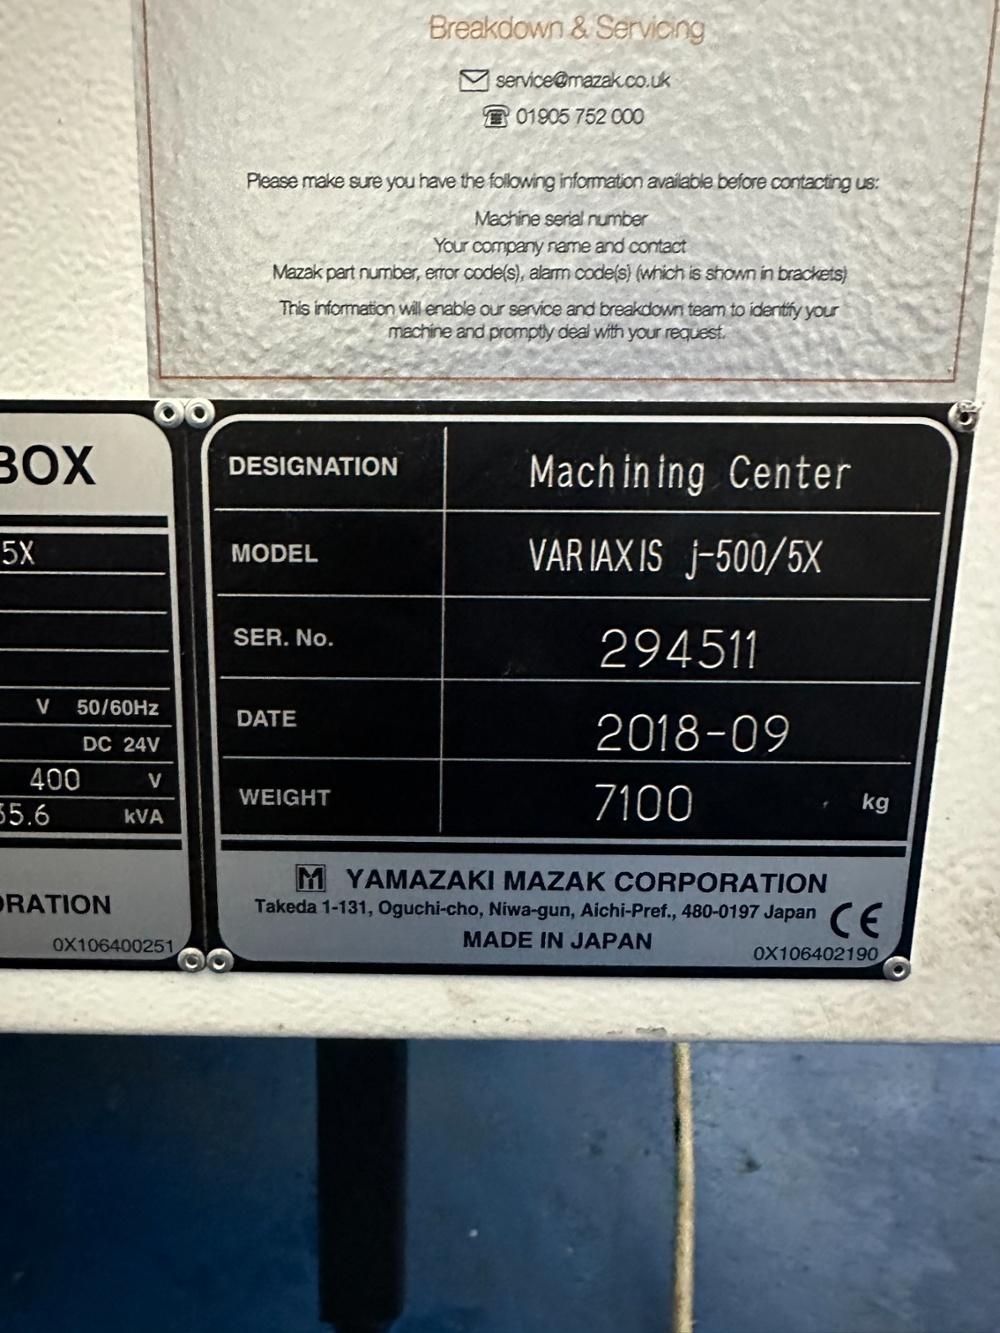 Breakdown & Servicing
service@mazak.co.uk
01905 752 000
Please make sure you have the following information available before contacting us:
Machine serial number
Your company name and contact
Mazak part number, error code(s), alarm code(s) (which is shown in brackets)
This information will enable our service and breakdown team to identify your
machine and promptly deal with your request.
BOX
5X
V 50/60Hz
DC 24V
400 V
5.6 kVA
ORATION
0X106400251
DESIGNATION Machining Center
MODEL VARIAXIS j-500/5X
SER. No. 294511
DATE 2018-09
WEIGHT 7100 kg
YAMAZAKI MAZAK CORPORATION
Takeda 1-131, Oguchi-cho, Niwa-gun, Aichi-Pref., 480-0197 Japan
CE
MADE IN JAPAN
0X106402190